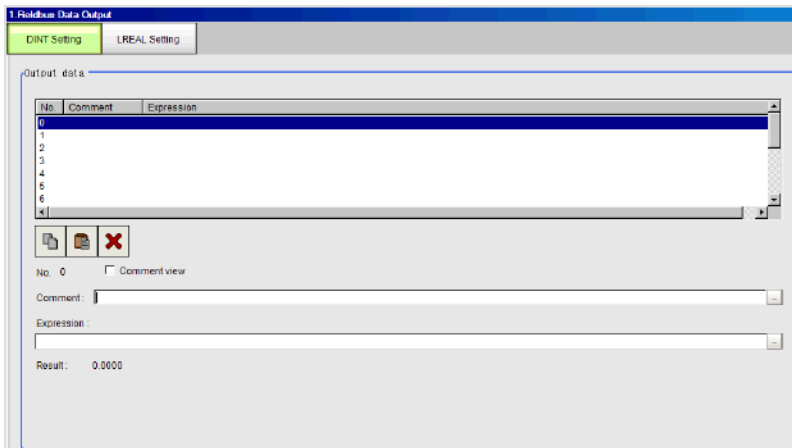 1.Fieldbus Data Output
DINT Setting LREAL Setting
Output data
No. Comment Expression
0
1
2
3
4
5
6
No. 0 Comment view
Comment : ...
Expression :
...
Result : 0.0000